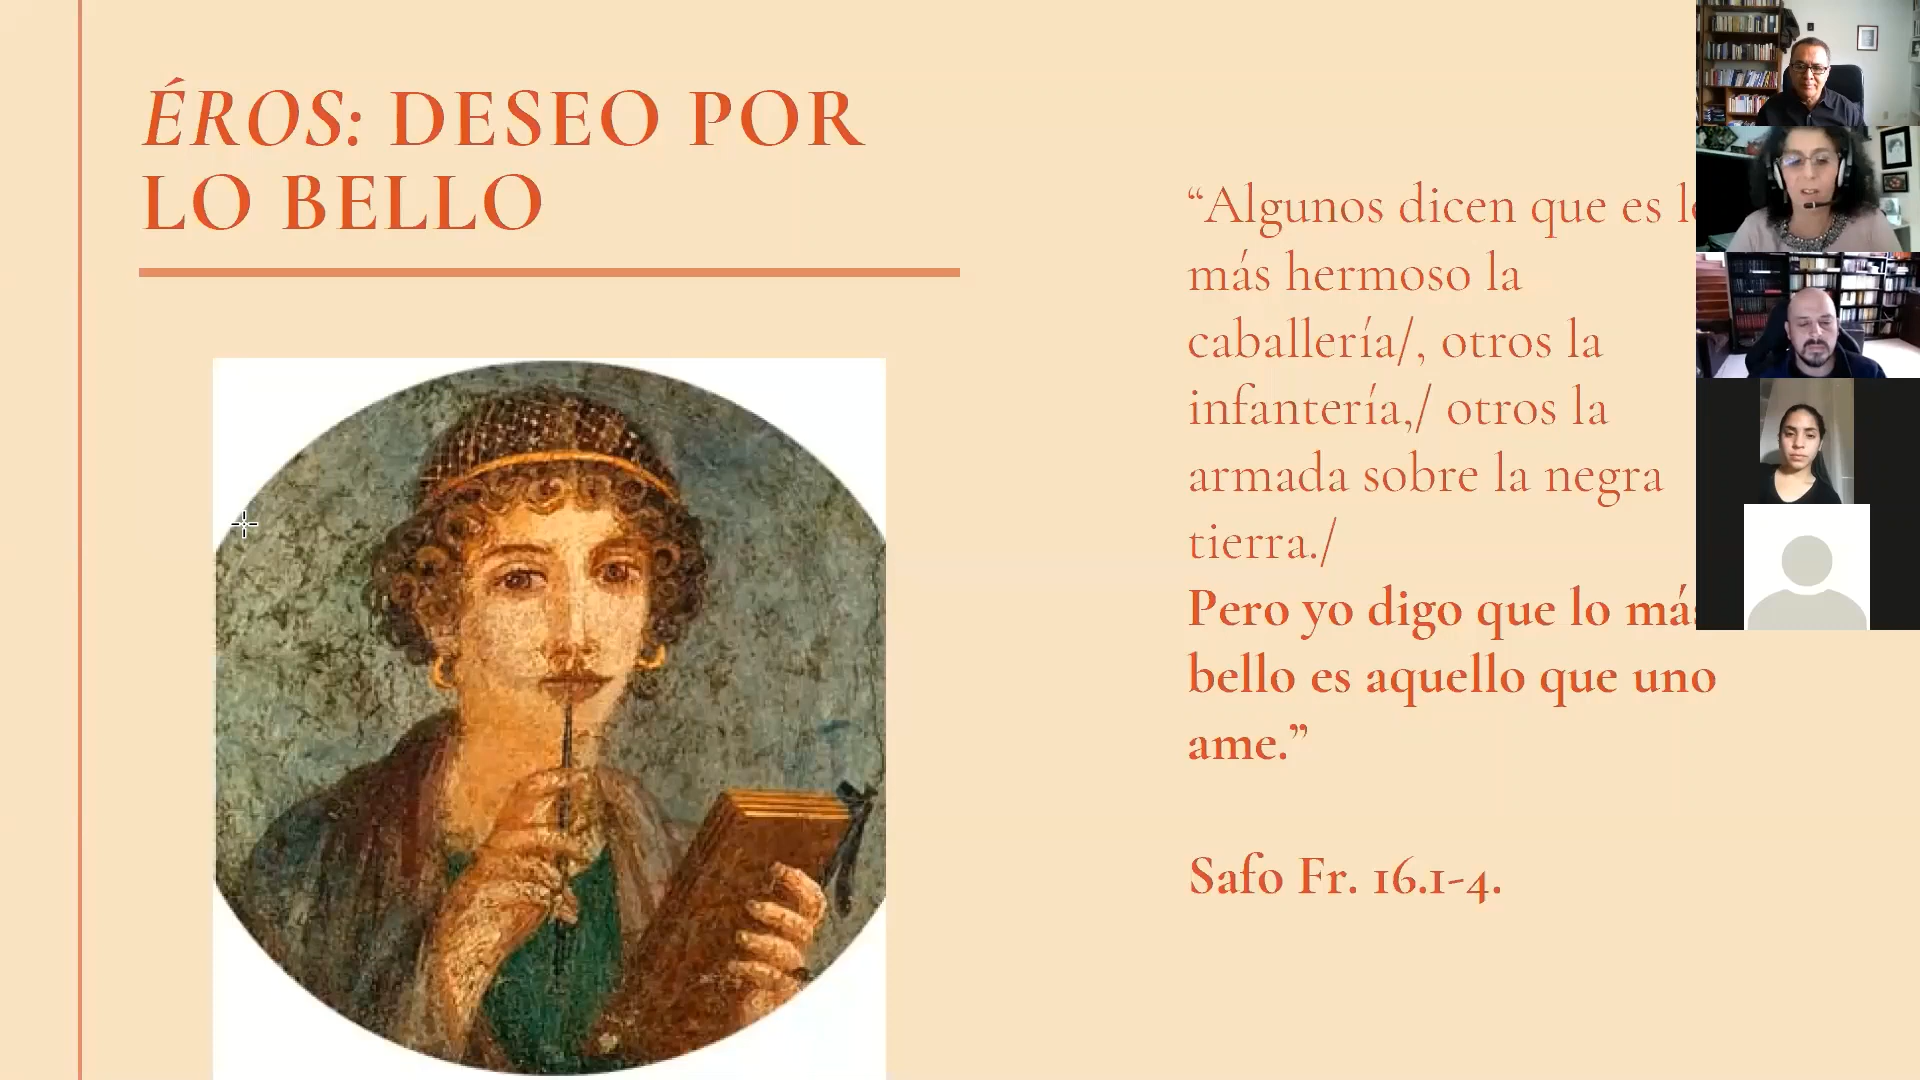 ÉROS: DESEO POR
LO BELLO
“Algunos dicen que es
más hermoso la
caballería/, otros la
infantería,/ otros la
armada sobre la negra
tierra./
Pero yo digo que lo
bello es aquello que uno
ame.”
Safo Fr. 16.1-4.